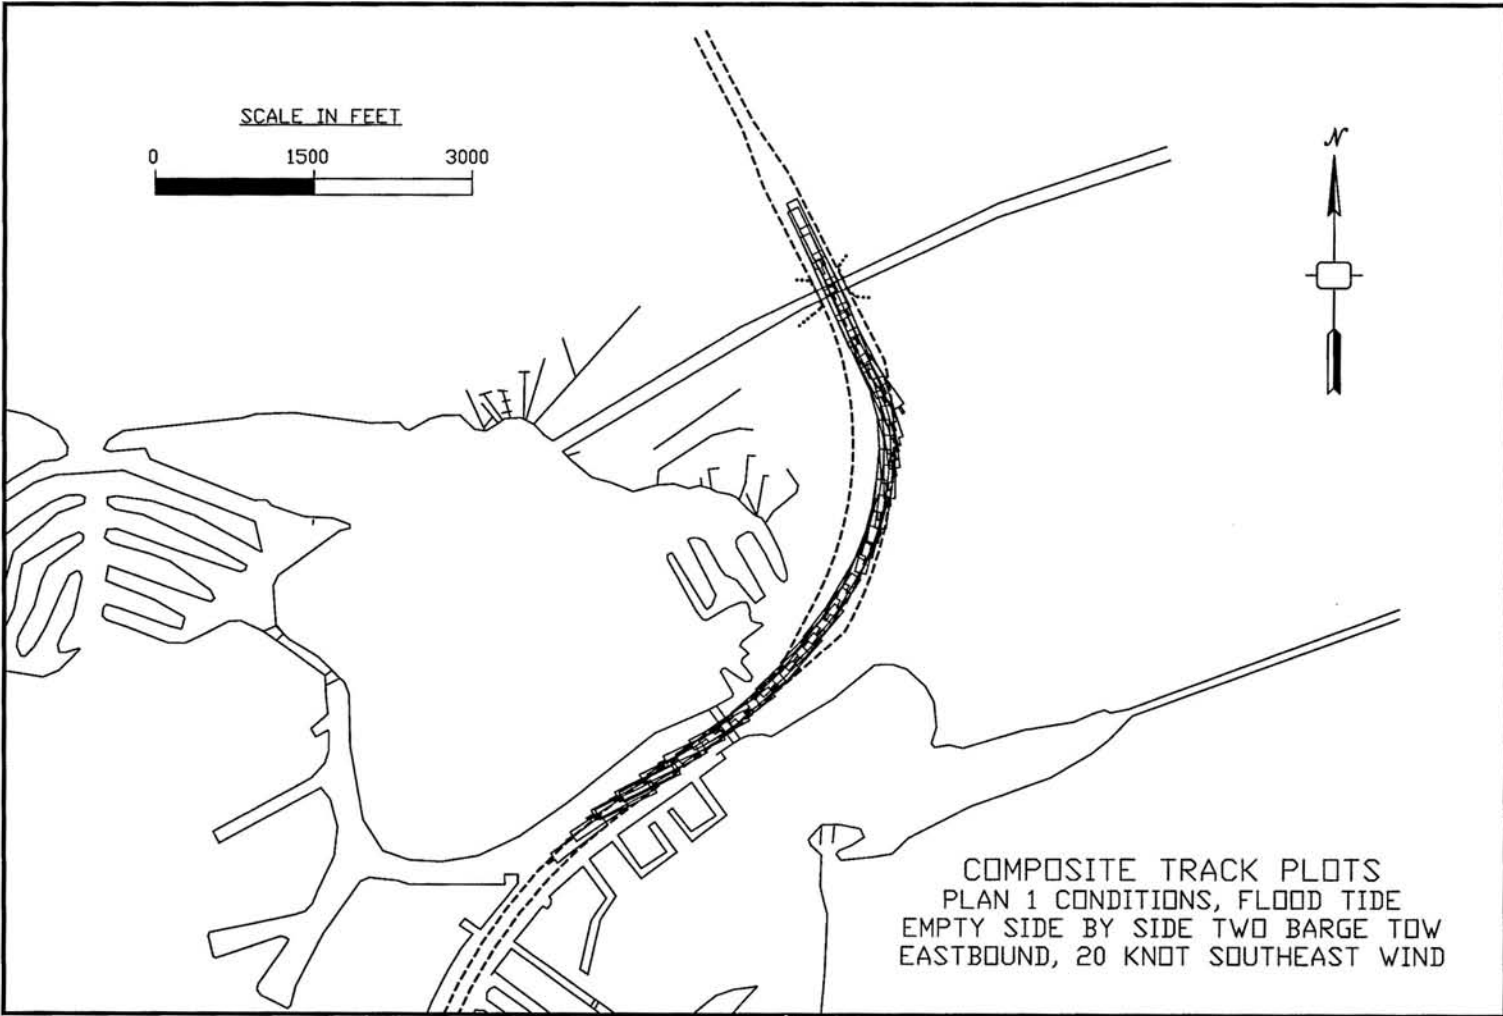 SCALE IN FEET
0 1500 3000
N
COMPOSITE TRACK PLOTS
PLAN 1 CONDITIONS, FLOOD TIDE
EMPTY SIDE BY SIDE TWO BARGE TOW
EASTBOUND, 20 KNOT SOUTHEAST WIND